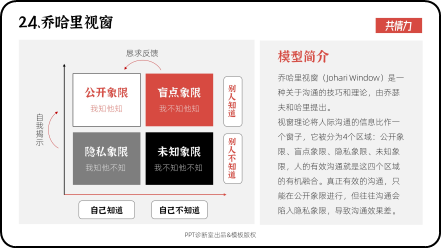 24.乔哈里视窗
共情力
恳求反馈
公开象限
我知他知
盲点象限
我不知他知
别人知道
自我揭示
隐私象限
我知他不知
未知象限
我不知他不知
别人不知道
自己知道
自己不知道
模型简介
乔哈里视窗（Johari Window）是一
种关于沟通的技巧和理论，由乔瑟
夫和哈里提出。
视窗理论将人际沟通的信息比作一
个窗子，它被分为4个区域：公开象
限、盲点象限、隐私象限、未知象
限，人的有效沟通就是这四个区域
的有机融合。真正有效的沟通，只
能在公开象限进行，但往往沟通会
陷入隐私象限，导致沟通效果差。
PPT诊断室出品&模板版权